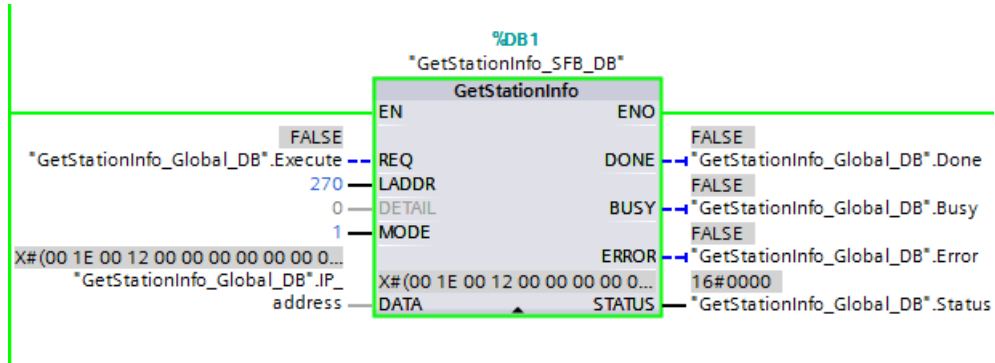 %DB1
"GetStationInfo_SFB_DB"
GetStationInfo
EN ENO
FALSE FALSE
"GetStationInfo_Global_DB".Execute REQ DONE "GetStationInfo_Global_DB".Done
270 LADDR FALSE
0 DETAIL BUSY "GetStationInfo_Global_DB".Busy
1 MODE FALSE
X#(00 1E 00 12 00 00 00 00 00 00 0... ERROR "GetStationInfo_Global_DB".Error
"GetStationInfo_Global_DB".IP_ X#(00 1E 00 12 00 00 00 00 0... 16#0000
address DATA STATUS "GetStationInfo_Global_DB".Status